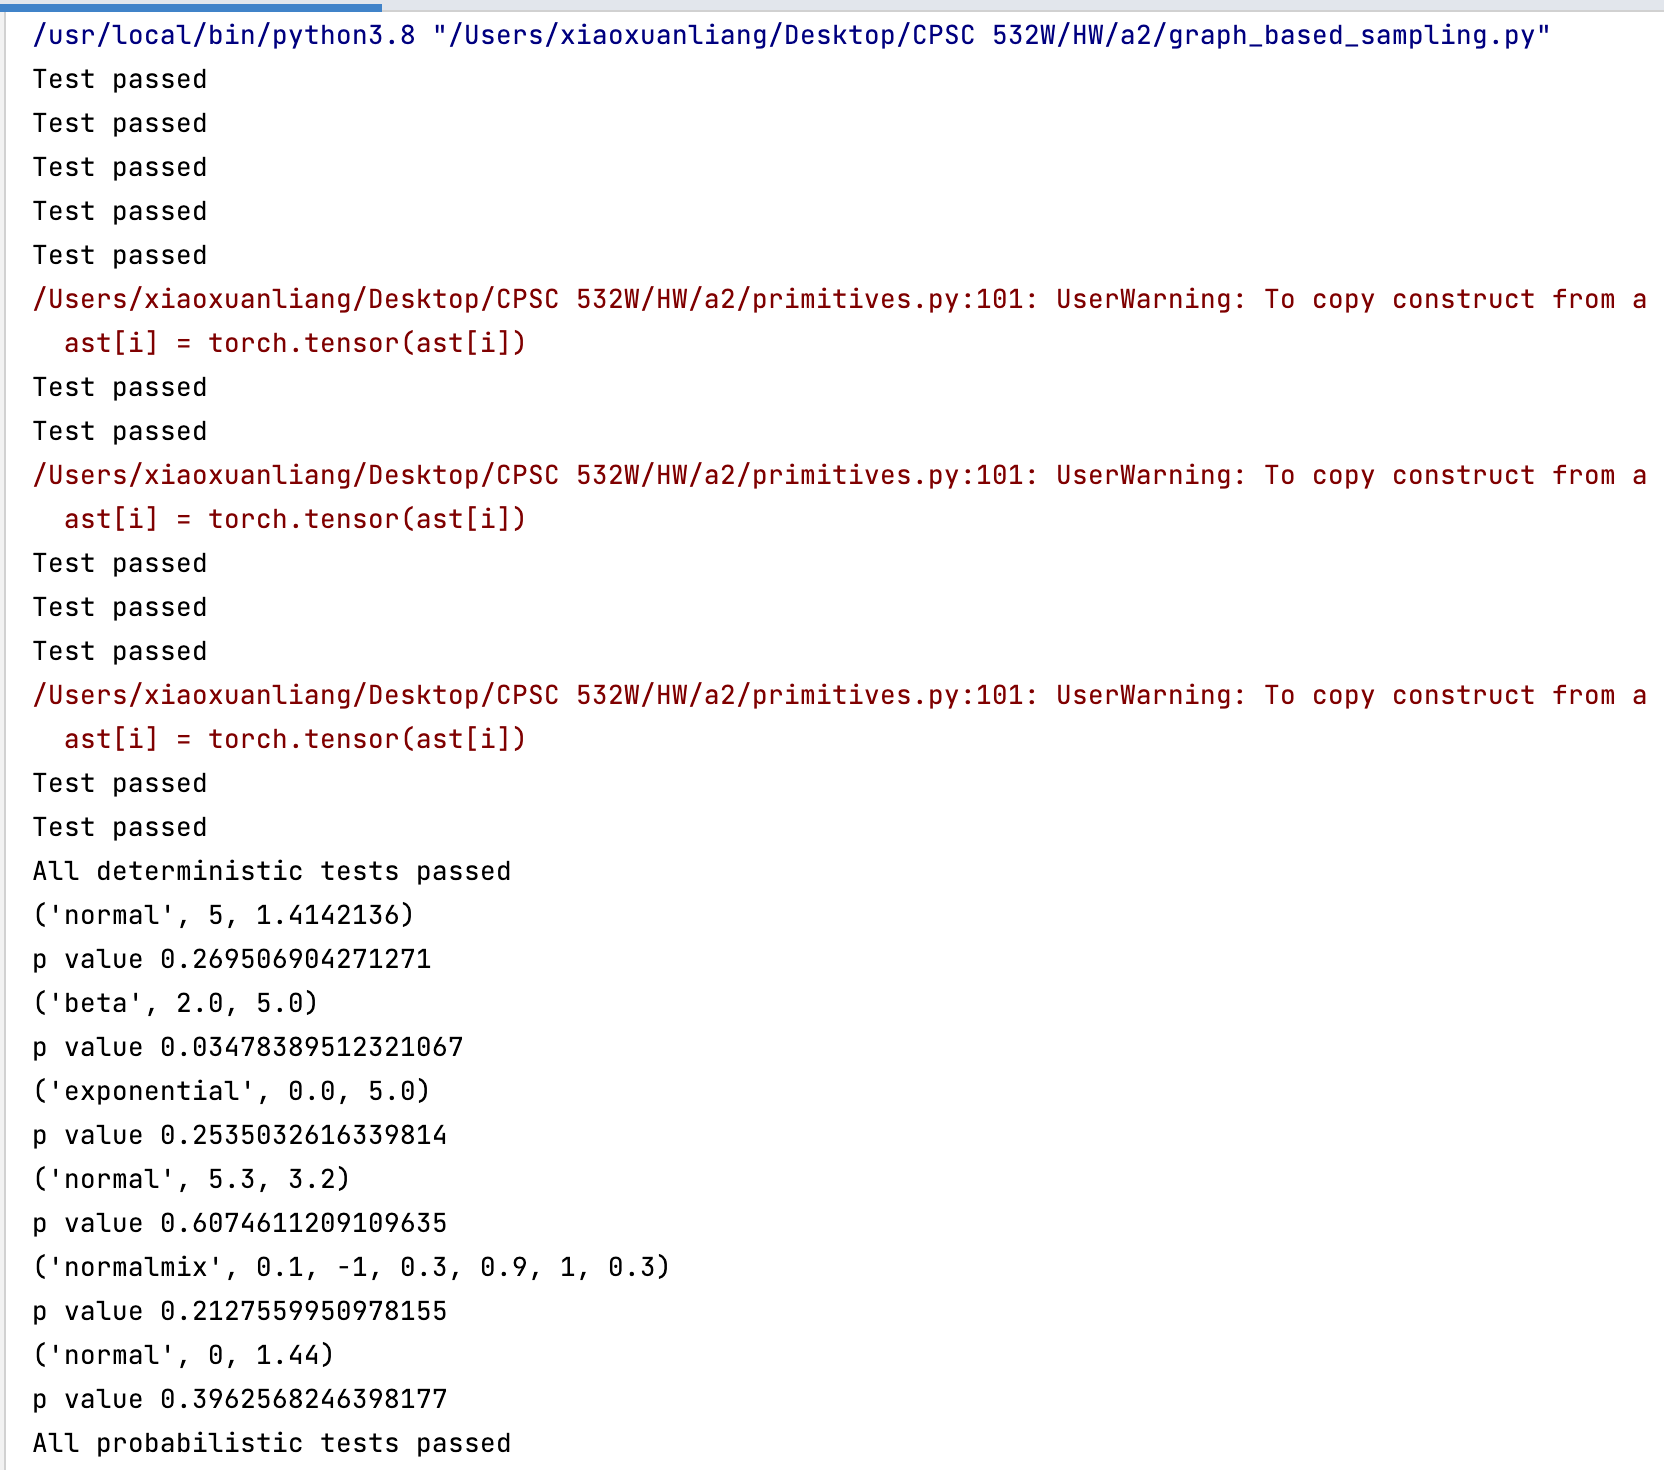 /usr/local/bin/python3.8 "/Users/xiaoxuanliang/Desktop/CPSC 532W/HW/a2/graph_based_sampling.py"
Test passed
Test passed
Test passed
Test passed
Test passed
/Users/xiaoxuanliang/Desktop/CPSC 532W/HW/a2/primitives.py:101: UserWarning: To copy construct from a
  ast[i] = torch.tensor(ast[i])
Test passed
Test passed
/Users/xiaoxuanliang/Desktop/CPSC 532W/HW/a2/primitives.py:101: UserWarning: To copy construct from a
  ast[i] = torch.tensor(ast[i])
Test passed
Test passed
Test passed
/Users/xiaoxuanliang/Desktop/CPSC 532W/HW/a2/primitives.py:101: UserWarning: To copy construct from a
  ast[i] = torch.tensor(ast[i])
Test passed
Test passed
All deterministic tests passed
('normal', 5, 1.4142136)
p value 0.269506904271271
('beta', 2.0, 5.0)
p value 0.03478389512321067
('exponential', 0.0, 5.0)
p value 0.2535032616339814
('normal', 5.3, 3.2)
p value 0.6074611209109635
('normalmix', 0.1, -1, 0.3, 0.9, 1, 0.3)
p value 0.2127559950978155
('normal', 0, 1.44)
p value 0.3962568246398177
All probabilistic tests passed